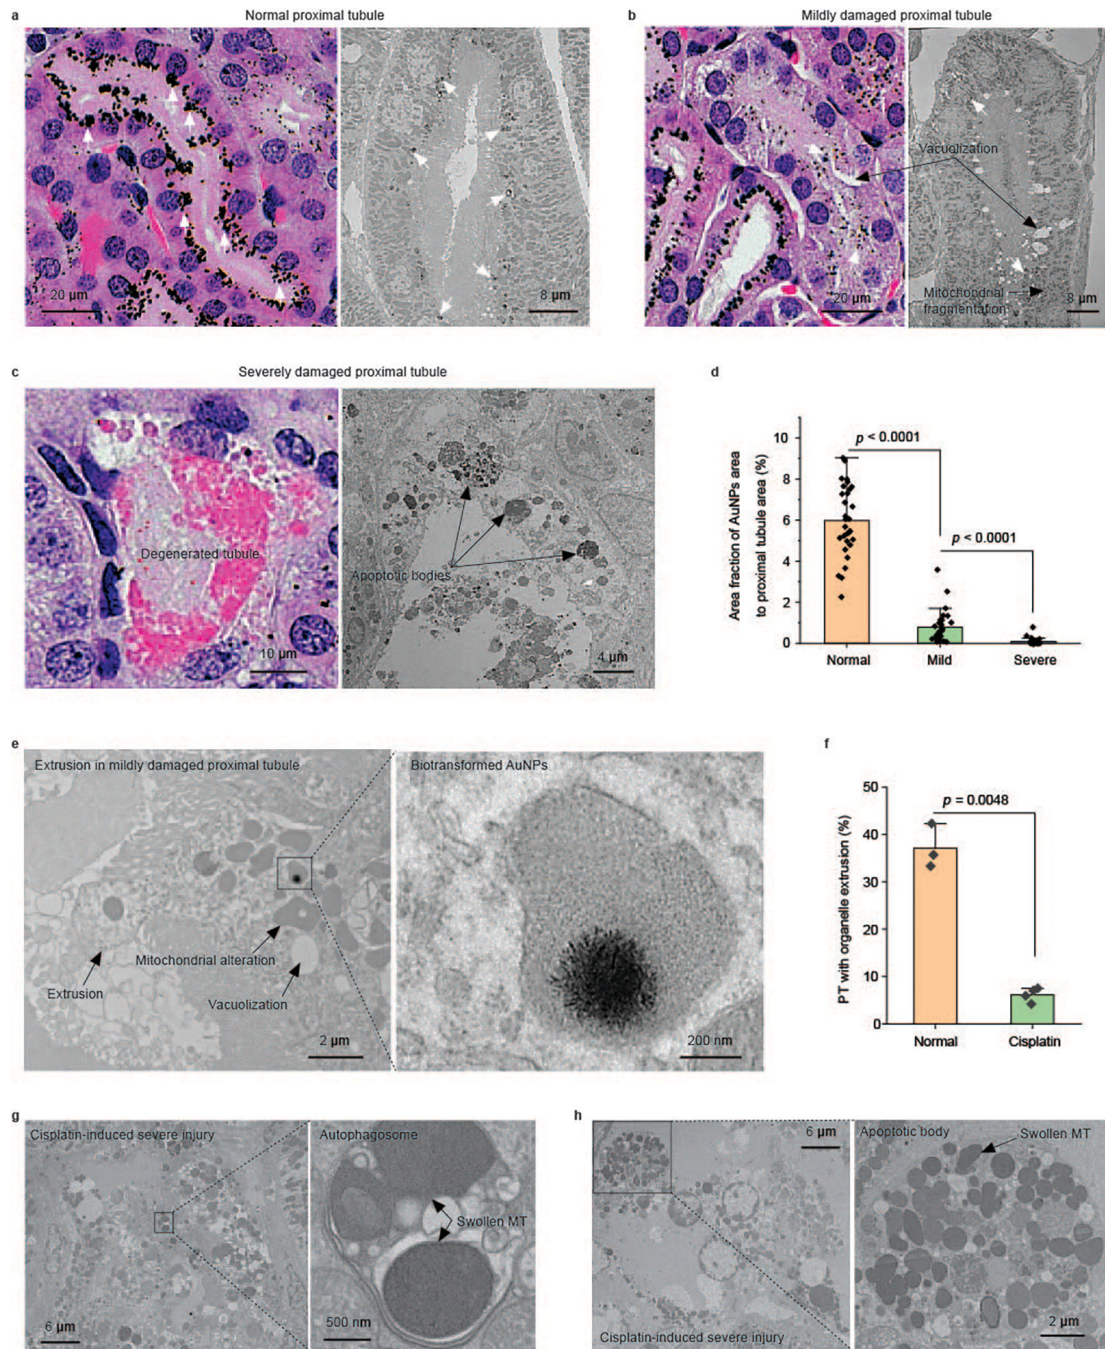 a
Normal proximal tubule
20 µm
8 µm
b
Mildly damaged proximal tubule
Vacuolization
Mitochondrial
fragmentation
20 µm
8 µm
c
Severely damaged proximal tubule
Degenerated tubule
10 µm
Apoptotic bodies
4 µm
d
Area fraction of AuNPs area
to proximal tubule area (%)
10
8
6
4
2
0
p < 0.0001
p < 0.0001
Normal
Mild
Severe
e
Extrusion in mildly damaged proximal tubule
Mitochondrial alteration
Extrusion
Vacuolization
2 µm
Biotransformed AuNPs
200 nm
f
PT with organelle extrusion (%)
50
40
30
20
10
0
p = 0.0048
Normal
Cisplatin
g
Cisplatin-induced severe injury
6 µm
Autophagosome
Swollen MT
500 nm
h
6 µm
Cisplatin-induced severe injury
Apoptotic body
Swollen MT
2 µm